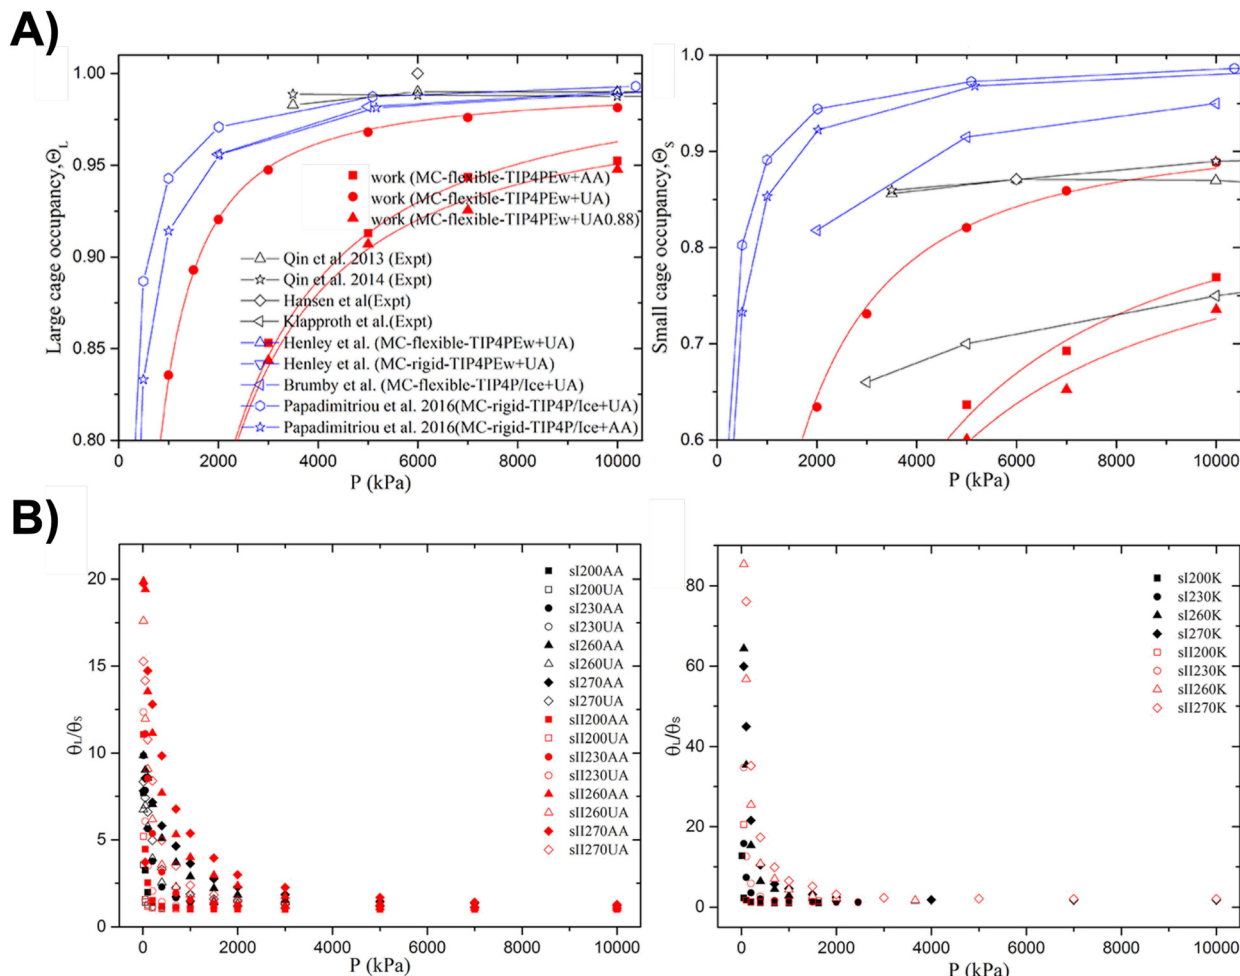 A)
Large cage occupancy,ΘL
1.00
0.95
0.90
0.85
0.80
0 2000 4000 6000 8000 10000
P (kPa)
work (MC-flexible-TIP4PEw+AA)
work (MC-flexible-TIP4PEw+UA)
work (MC-flexible-TIP4PEw+UA0.88)
Qin et al. 2013 (Expt)
Qin et al. 2014 (Expt)
Hansen et al(Expt)
Klapproth et al.(Expt)
Henley et al. (MC-flexible-TIP4PEw+UA)
Henley et al. (MC-rigid-TIP4PEw+UA)
Brumby et al. (MC-flexible-TIP4P/Ice+UA)
Papadimitriou et al. 2016(MC-rigid-TIP4P/Ice+UA)
Papadimitriou et al. 2016(MC-rigid-TIP4P/Ice+AA)
Small cage occupancy,ΘS
1.0
0.9
0.8
0.7
0.6
0 2000 4000 6000 8000 10000
P (kPa)
B)
θL/θS
20
15
10
5
0
0 2000 4000 6000 8000 10000
P (kPa)
sI200AA
sI200UA
sI230AA
sI230UA
sI260AA
sI260UA
sI270AA
sI270UA
sII200AA
sII200UA
sII230AA
sII230UA
sII260AA
sII260UA
sII270AA
sII270UA
θL/θS
80
60
40
20
0
0 2000 4000 6000 8000 10000
P (kPa)
sI200K
sI230K
sI260K
sI270K
sII200K
sII230K
sII260K
sII270K